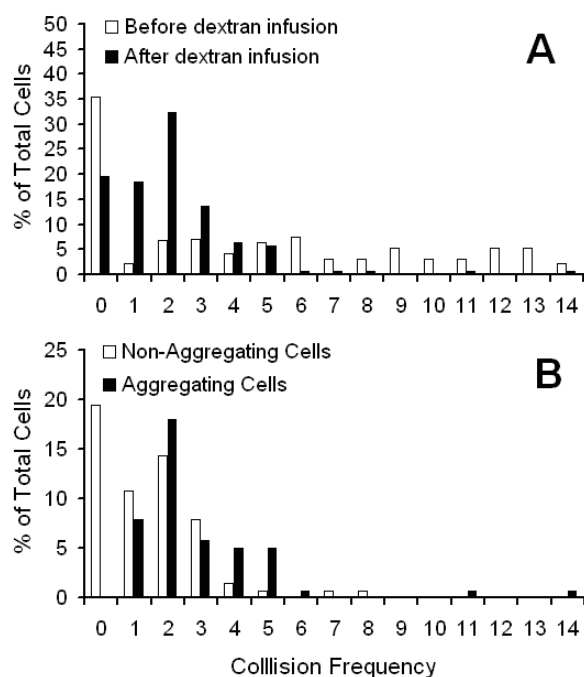 50
Before dextran infusion
A
45
After dextran infusion
40
35
30
25
20
15
10
5
0
% of Total Cells
0 1 2 3 4 5 6 7 8 9 10 11 12 13 14
25
Non-Aggregating Cells
B
Aggregating Cells
20
15
10
5
0
% of Total Cells
0 1 2 3 4 5 6 7 8 9 10 11 12 13 14
Colllision Frequency